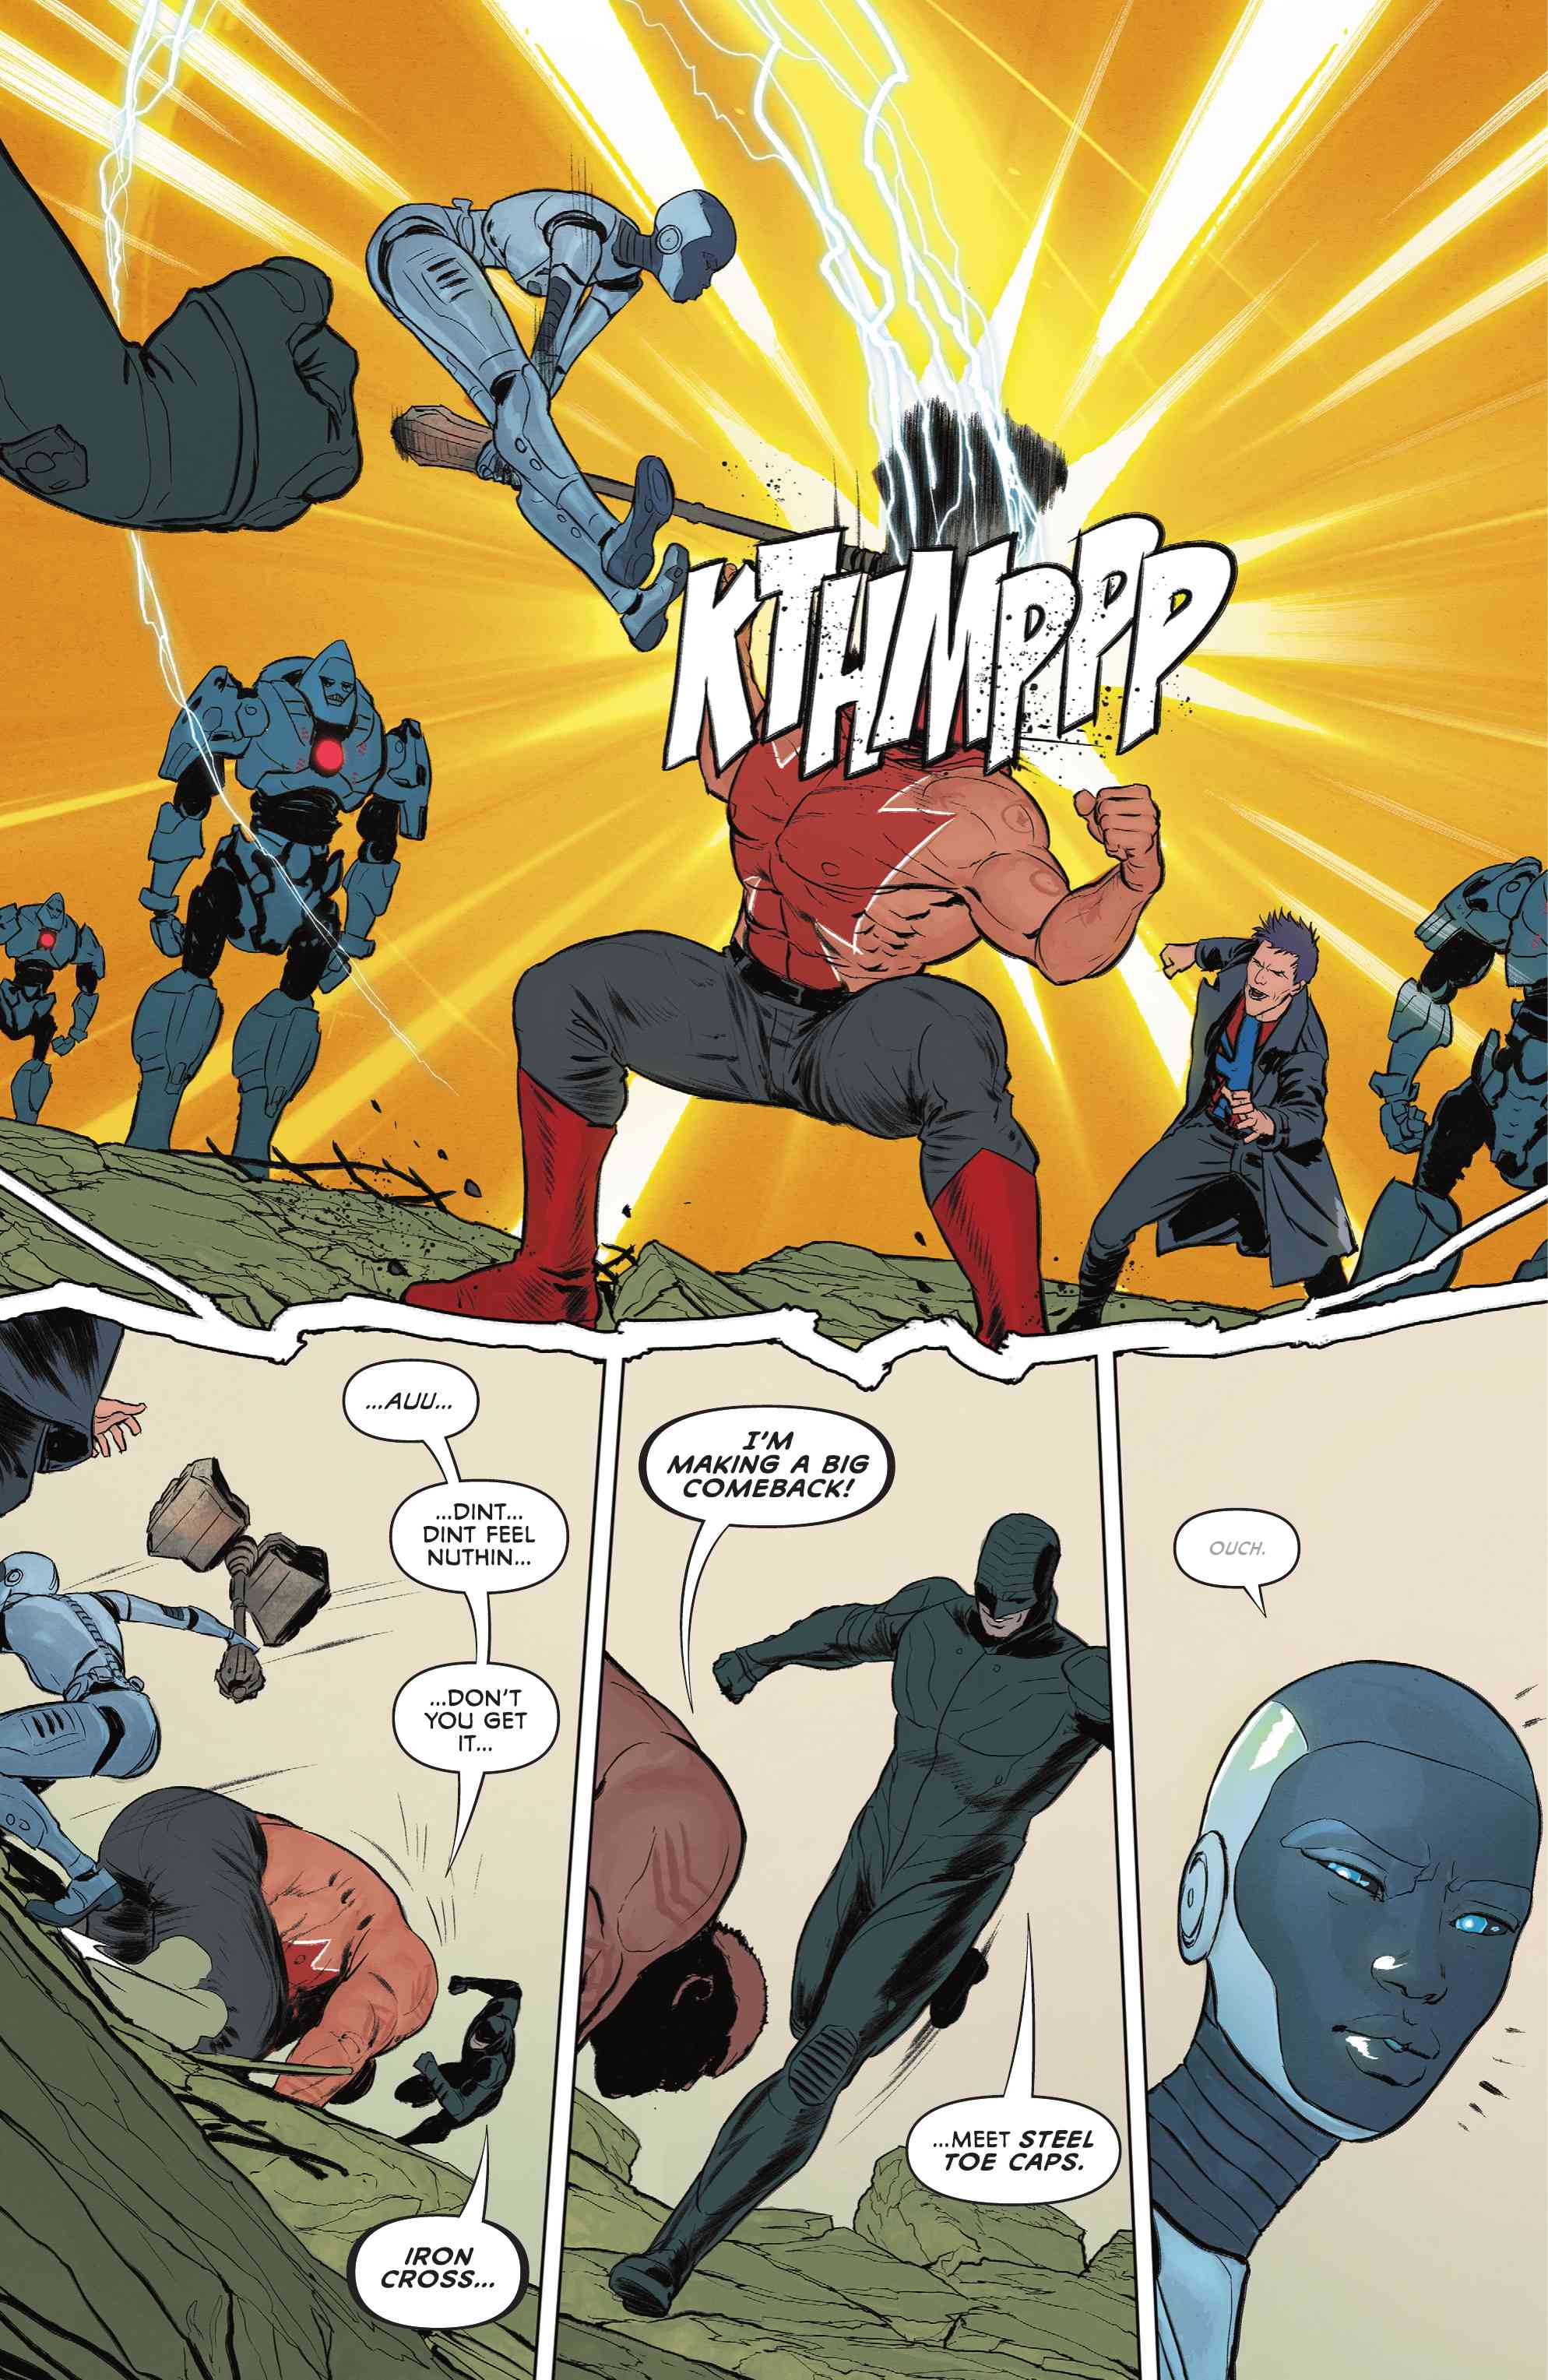 KTHMPPP
...AUU...
...DINT...
DINT FEEL
NUTHIN...
...DON'T
YOU GET
IT...
IRON
CROSS...
I'M
MAKING A BIG
COMEBACK!
...MEET STEEL
TOE CAPS.
OUCH.